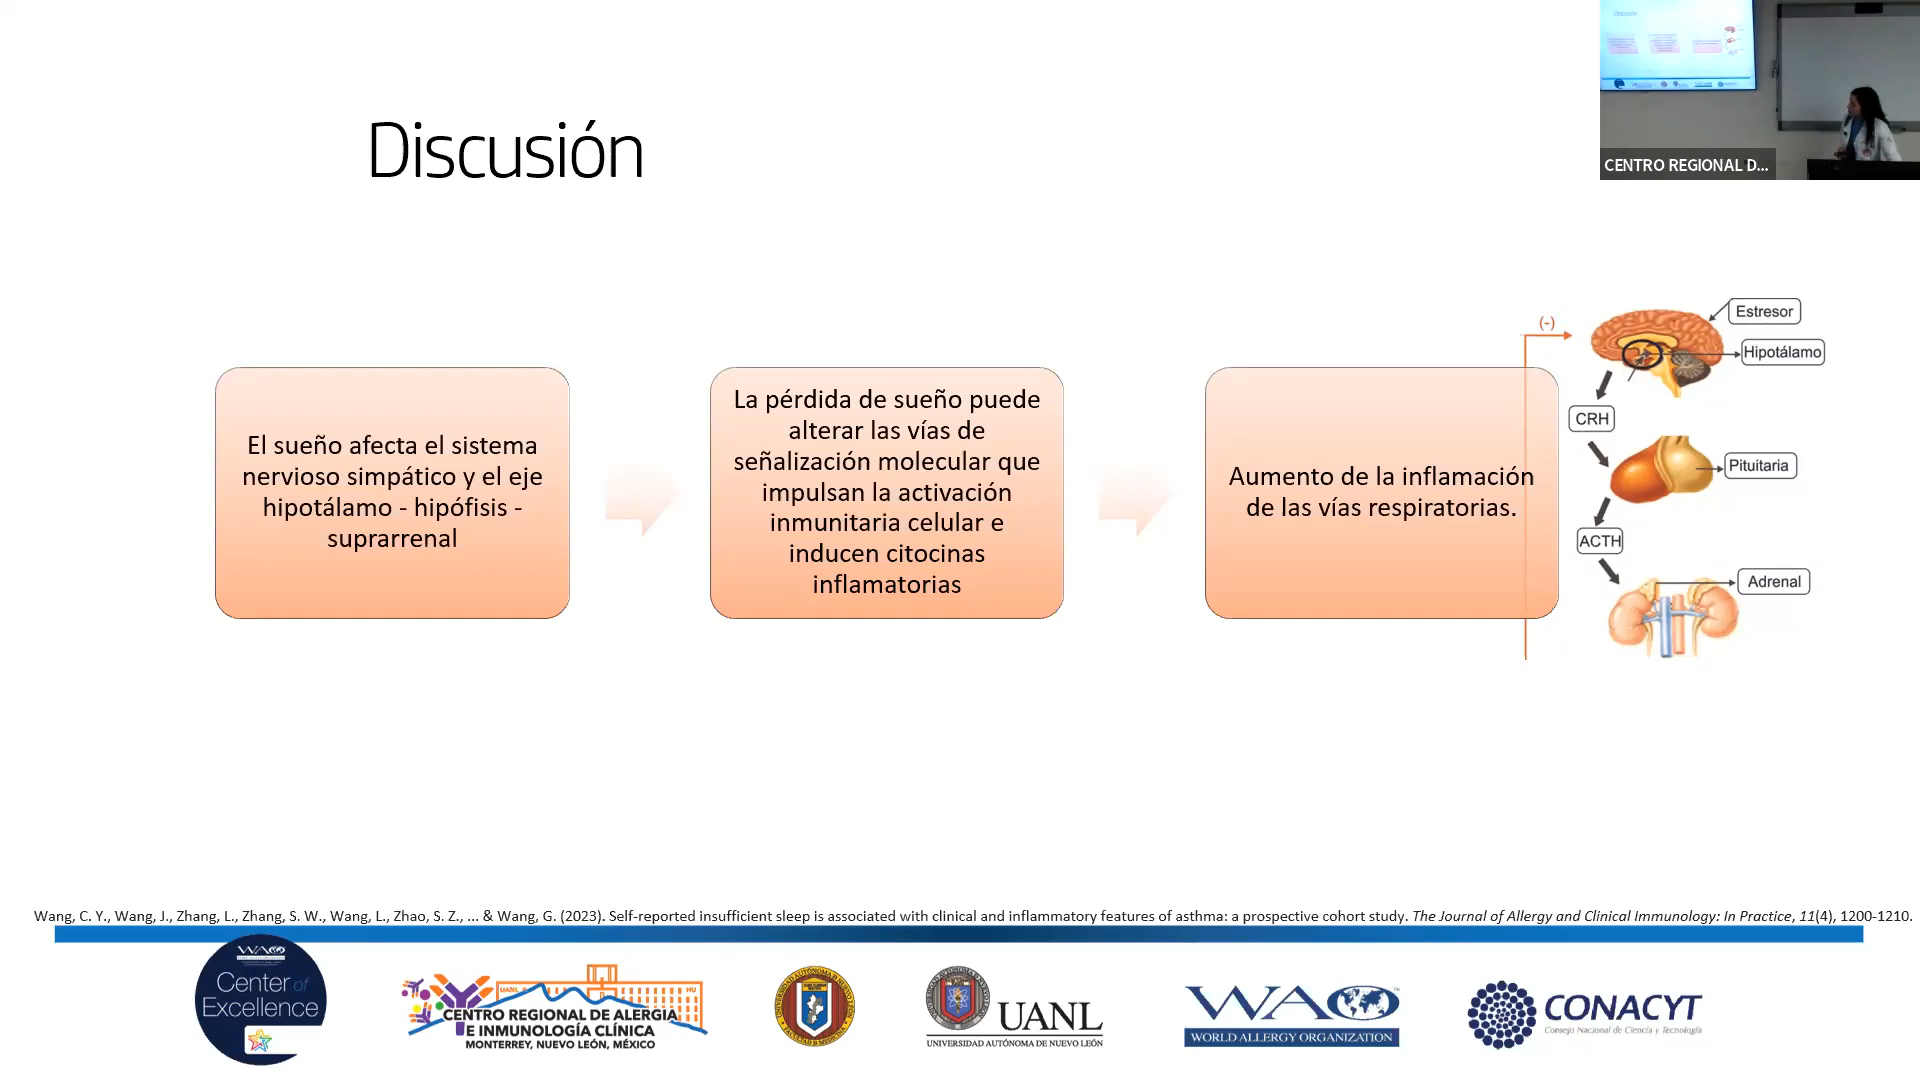 Discusión
CENTRO REGIONAL D...
El sueño afecta el sistema
nervioso simpático y el eje
hipotálamo - hipófisis -
suprarrenal
La pérdida de sueño puede
alterar las vías de
señalización molecular que
impulsan la activación
inmunitaria celular e
inducen citocinas
inflamatorias
Aumento de la inflamación
de las vías respiratorias.
(-)
Estresor
Hipotálamo
CRH
Pituitaria
ACTH
Adrenal
Wang, C. Y., Wang, J., Zhang, L., Zhang, S. W., Wang, L., Zhao, S. Z., ... & Wang, G. (2023). Self-reported insufficient sleep is associated with clinical and inflammatory features of asthma: a prospective cohort study. The Journal of Allergy and Clinical Immunology: In Practice, 11(4), 1200-1210.
WAO
Center of
Excellence
UANL
HU
CENTRO REGIONAL DE ALERGIA
E INMUNOLOGÍA CLÍNICA
MONTERREY, NUEVO LEÓN, MÉXICO
UANL
UNIVERSIDAD AUTÓNOMA DE NUEVO LEÓN
WAO
WORLD ALLERGY ORGANIZATION
CONACYT
Consejo Nacional de Ciencia y Tecnología